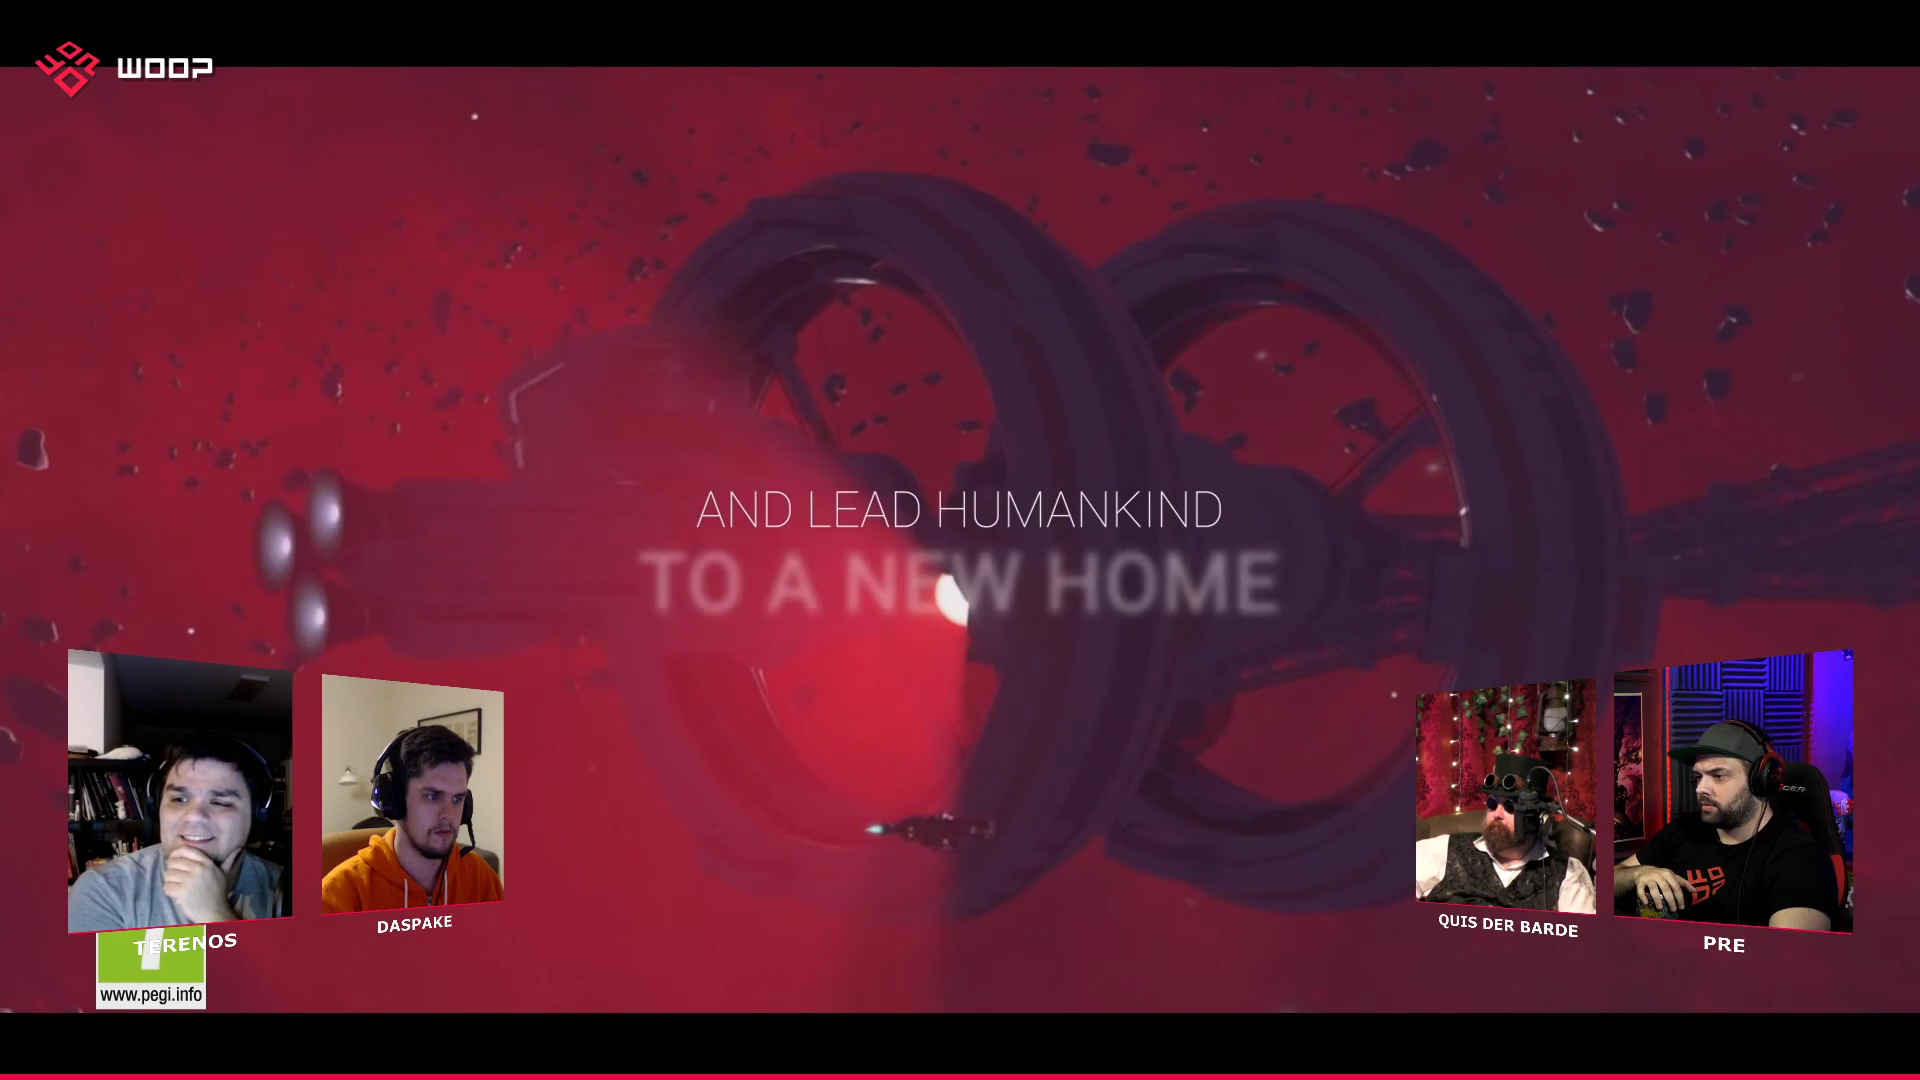 WOOP
AND LEAD HUMANKIND
TO A NEW HOME
TERENOS
DASPAKE
QUIS DER BARDE
PRE
www.pegi.info